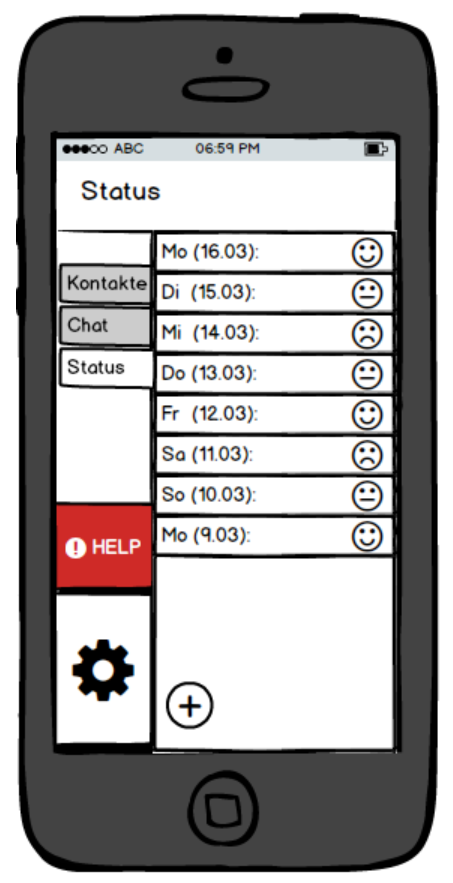 ABC 06:59 PM
Status
Kontakte
Chat
Status
! HELP
Mo (16.03):
Di (15.03):
Mi (14.03):
Do (13.03):
Fr (12.03):
Sa (11.03):
So (10.03):
Mo (9.03):
+